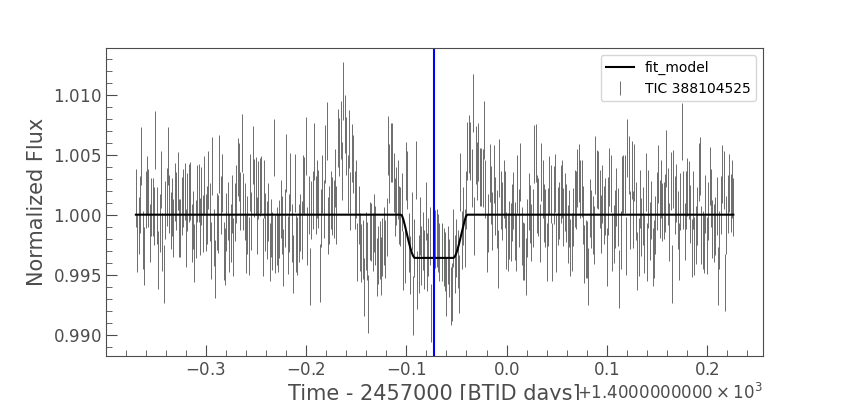 fit_model
TIC 388104525
Normalized Flux
1.010
1.005
1.000
0.995
0.990
−0.3
−0.2
−0.1
0.0
0.1
0.2
Time - 2457000 [BTJD days]
+1.4000000000 × 10³